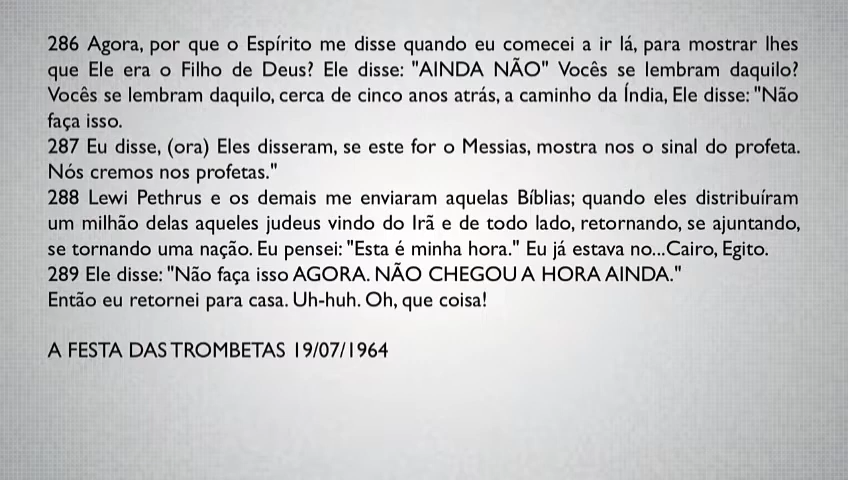 286 Agora, por que o Espírito me disse quando eu comecei a ir lá, para mostrar lhes
que Ele era o Filho de Deus? Ele disse: "AINDA NÃO" Vocês se lembram daquilo?
Vocês se lembram daquilo, cerca de cinco anos atrás, a caminho da Índia, Ele disse: "Não
faça isso.
287 Eu disse, (ora) Eles disseram, se este for o Messias, mostra nos o sinal do profeta.
Nós cremos nos profetas."
288 Lewi Pethrus e os demais me enviaram aquelas Bíblias; quando eles distribuíram
um milhão delas aqueles judeus vindo do Irã e de todo lado, retornando, se ajuntando,
se tornando uma nação. Eu pensei: "Esta é minha hora." Eu já estava no...Cairo, Egito.
289 Ele disse: "Não faça isso AGORA. NÃO CHEGOU A HORA AINDA."
Então eu retornei para casa. Uh-huh. Oh, que coisa!
A FESTA DAS TROMBETAS 19/07/1964